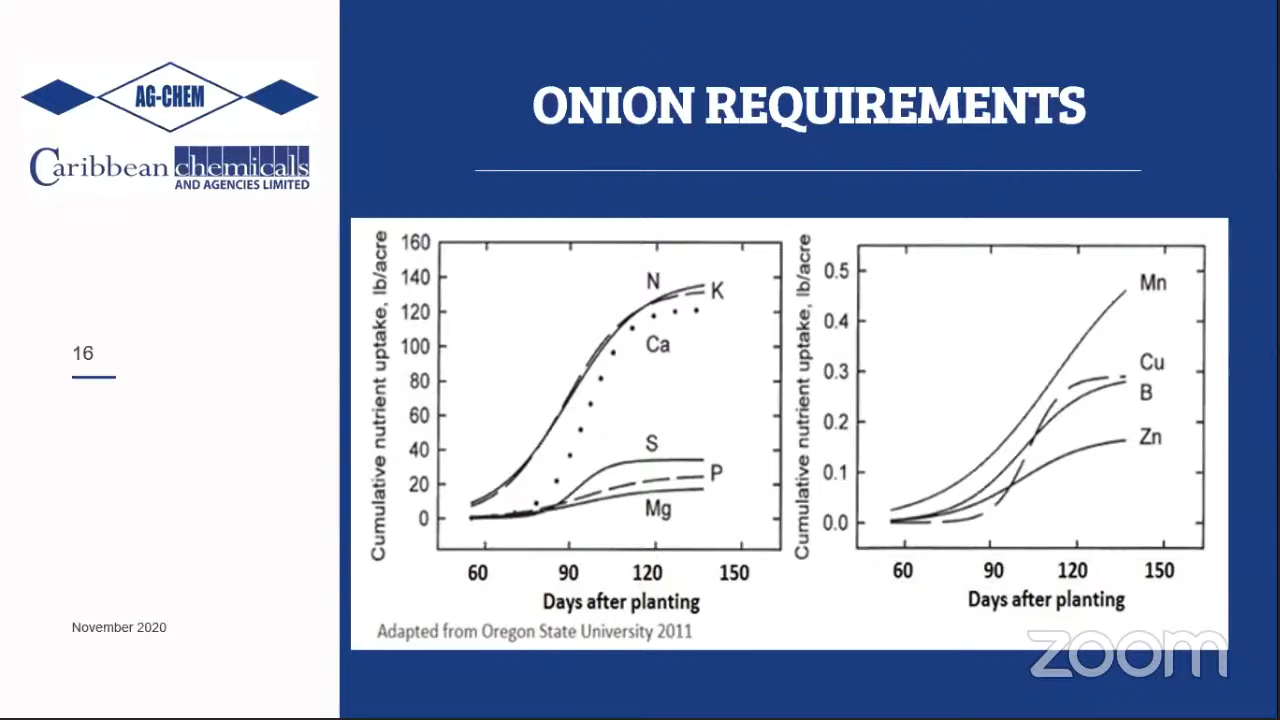 AG-CHEM
Caribbean chemicals
AND AGENCIES LIMITED
16
November 2020
ONION REQUIREMENTS
Cumulative nutrient uptake, lb/acre
160
140
120
100
80
60
40
20
0
N
K
Ca
S
P
Mg
60 90 120 150
Days after planting
Adapted from Oregon State University 2011
Cumulative nutrient uptake, lb/acre
0.5
0.4
0.3
0.2
0.1
0.0
Mn
Cu
B
Zn
60 90 120 150
Days after planting
zoom